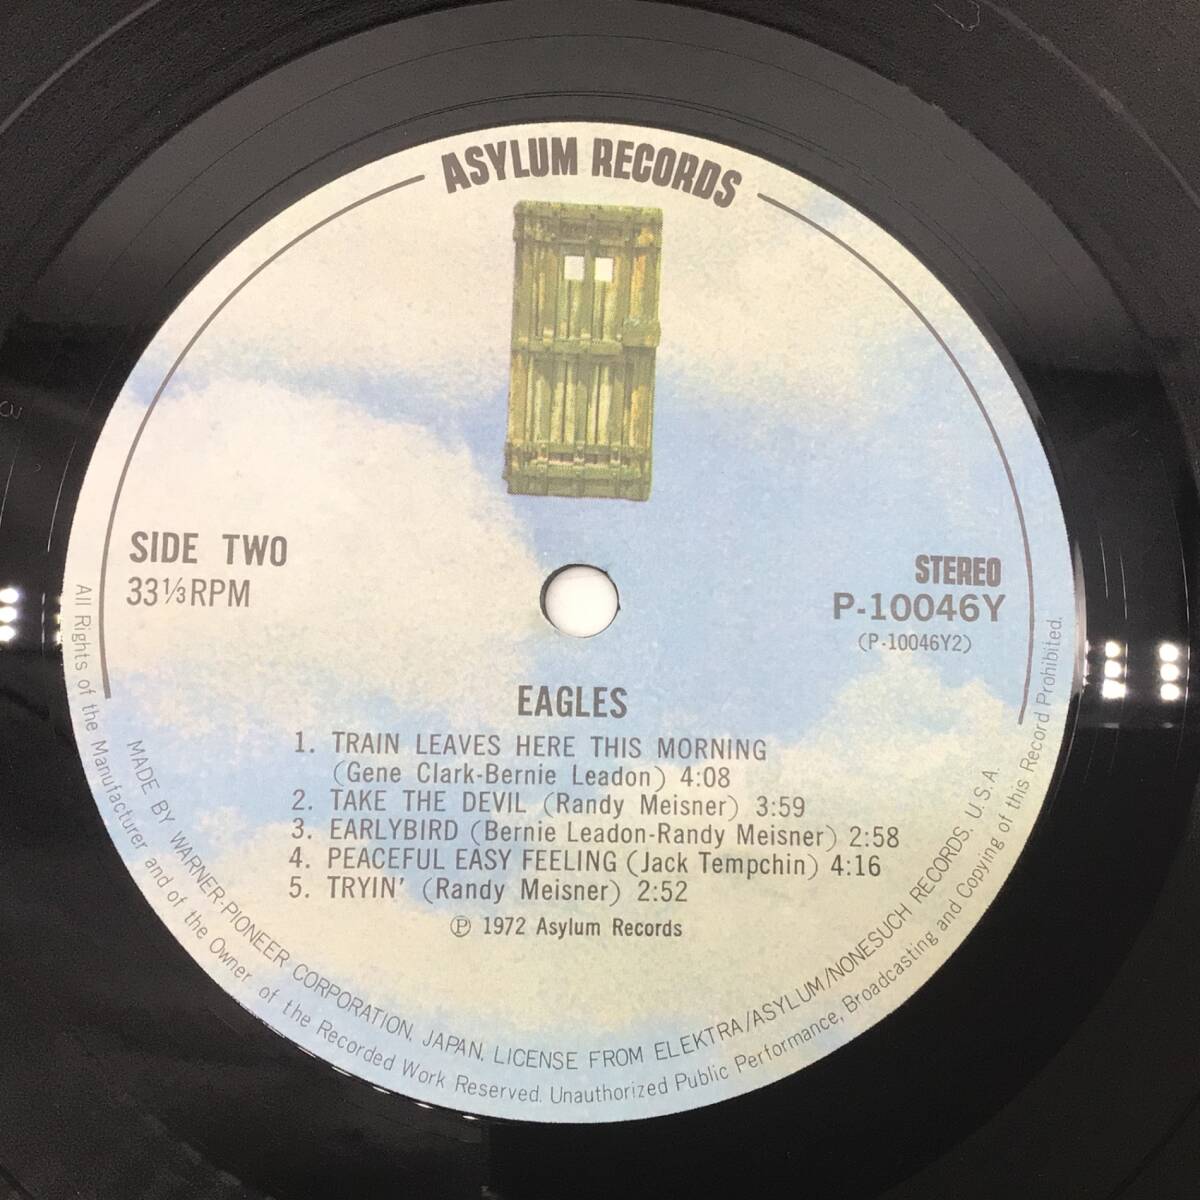 ASYLUM RECORDS
SIDE TWO
33 1/3 RPM
STEREO
P-10046Y
(P-10046Y2)
EAGLES
1. TRAIN LEAVES HERE THIS MORNING
(Gene Clark-Bernie Leadon) 4:08
2. TAKE THE DEVIL (Randy Meisner) 3:59
3. EARLYBIRD (Bernie Leadon-Randy Meisner) 2:58
4. PEACEFUL EASY FEELING (Jack Tempchin) 4:16
5. TRYIN' (Randy Meisner) 2:52
Ⓟ 1972 Asylum Records
MADE BY WARNER-PIONEER CORPORATION, JAPAN. LICENSE FROM ELEKTRA/ASYLUM/NONESUCH RECORDS. U.S.A.
All Rights of the Manufacturer and of the Owner of the Recorded Work Reserved. Unauthorized Public Performance, Broadcasting and Copying of this Record Prohibited.